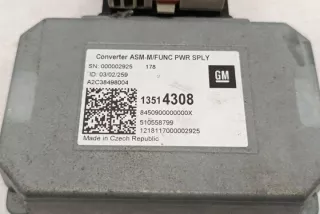 Converter ASM-M/FUNC PWR SPLY
SN: 000002925 178
ID: 03/02/259
A2C38498004
GM
13514308
8450900000000X
510558799
1218117000002925
Made in Czech Republic